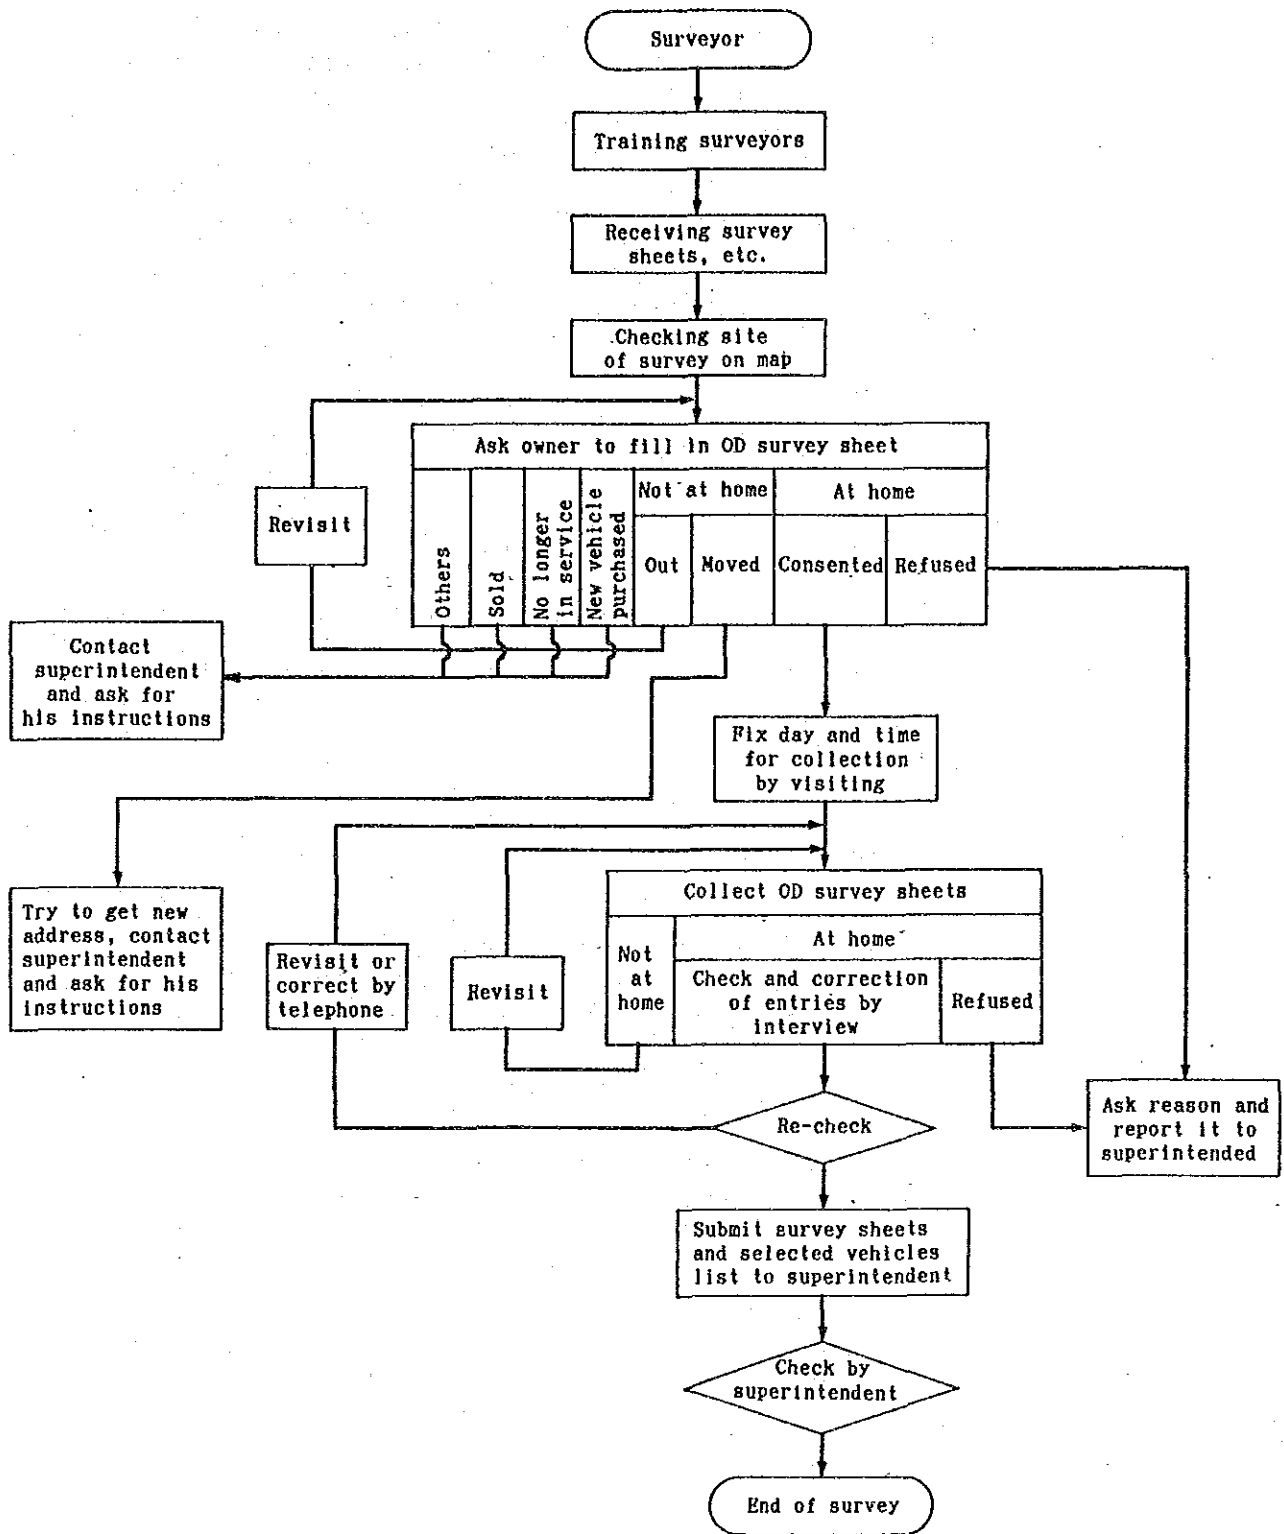 Surveyor
Training surveyors
Receiving survey
sheets, etc.
Checking site
of survey on map
Ask owner to fill in OD survey sheet
Revisit
Others
Sold
No longer
in service
New vehicle
purchased
Not at home
At home
Out
Moved
Consented
Refused
Contact
superintendent
and ask for
his instructions
Fix day and time
for collection
by visiting
Try to get new
address, contact
superintendent
and ask for his
instructions
Revisit or
correct by
telephone
Revisit
Collect OD survey sheets
Not
at
home
At home
Check and correction
of entries by
interview
Refused
Re-check
Ask reason and
report it to
superintended
Submit survey sheets
and selected vehicles
list to superintendent
Check by
superintendent
End of survey